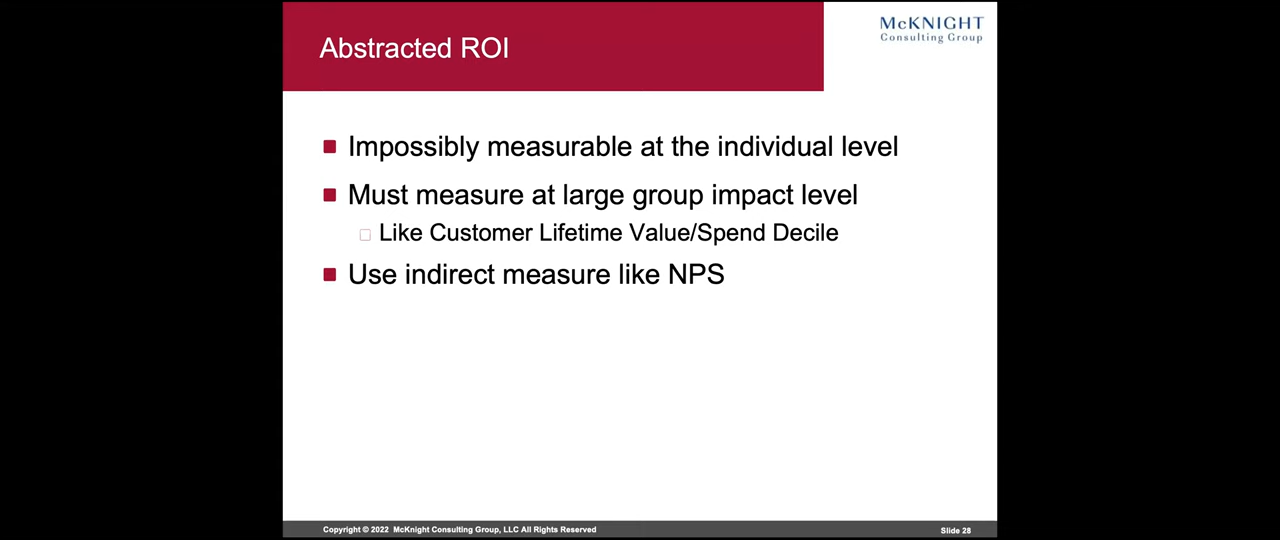 Abstracted ROI
McKNIGHT
Consulting Group
Impossibly measurable at the individual level
Must measure at large group impact level
Like Customer Lifetime Value/Spend Decile
Use indirect measure like NPS
Copyright © 2022 McKnight Consulting Group, LLC All Rights Reserved
Slide 28